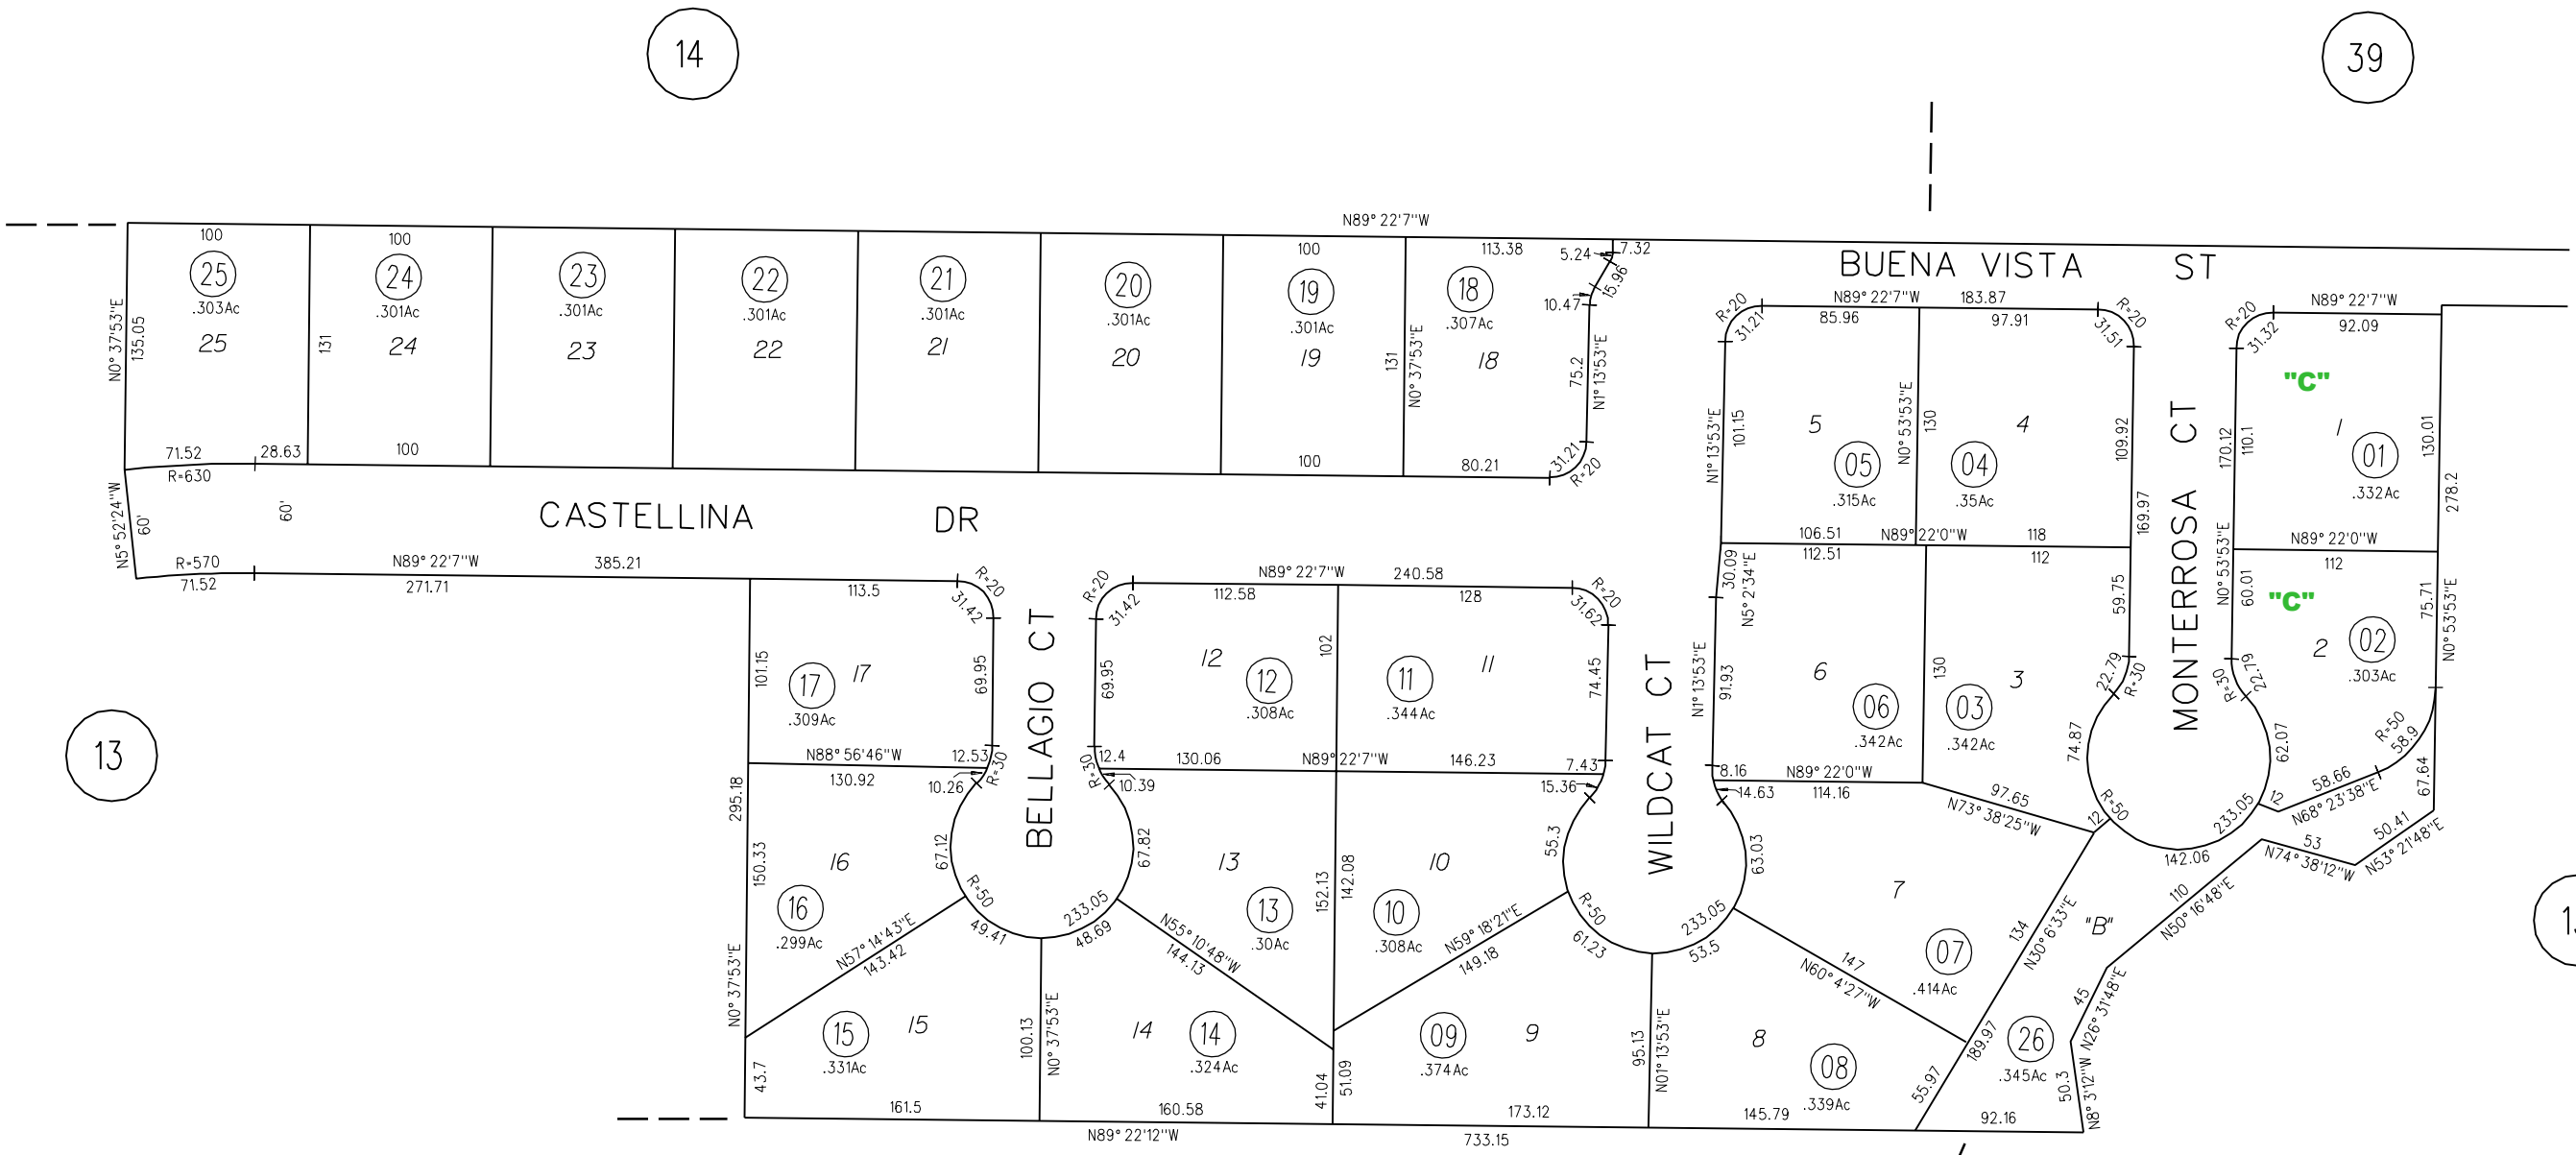 14
39
N89° 22'7"W
100
100
100
113.38
5.24
7.32
15.96
10.47
25
24
23
22
21
20
19
18
.303Ac
.301Ac
.301Ac
.301Ac
.301Ac
.301Ac
.301Ac
.307Ac
25
24
23
22
21
20
19
18
N0° 37'53"E
135.05
131
131
N0° 37'53"E
75.2
N1° 13'53"E
71.52
28.63
100
100
80.21
31.21
R=20
R=630
BUENA VISTA ST
R=20
31.21
N89° 22'7"W
183.87
85.96
97.91
R=20
31.51
R=20
31.32
N89° 22'7"W
92.09
"C"
5
05
.315Ac
N1° 13'53"E
101.15
N0° 53'53"E
130
4
04
.35Ac
109.92
169.97
MONTERROSA CT
170.12
110.1
1
01
.332Ac
130.01
278.2
N5° 52'24"W
60'
60'
CASTELLINA DR
106.51
N89° 22'0"W
118
112.51
112
N89° 22'0"W
112
R=570
71.52
N89° 22'7"W
385.21
271.71
113.5
R=20
31.42
BELLAGIO CT
R=20
31.42
N89° 22'7"W
240.58
112.58
128
R=20
31.62
30.09
N5° 2'34"E
59.75
N0° 53'53"E
60.01
"C"
2
02
.303Ac
75.71
N0° 53'53"E
101.15
17
17
.309Ac
69.95
69.95
12
12
.308Ac
102
11
11
.344Ac
74.45
WILDCAT CT
N1° 13'53"E
91.93
6
06
.342Ac
130
3
03
.342Ac
22.79
R=30
R=30
22.79
13
N88° 56'46"W
12.53
130.92
10.26
R=30
R=30
12.4
10.39
130.06
N89° 22'7"W
146.23
7.43
15.36
8.16
14.63
N89° 22'0"W
114.16
97.65
N73° 38'25"W
74.87
62.07
R=50
58.9
58.66
N68° 23'38"E
67.64
12
12
R=50
233.05
142.06
50.41
N53° 21'48"E
53
N74° 38'12"W
295.18
150.33
16
16
.299Ac
67.12
R=50
233.05
67.82
13
13
.30Ac
152.13
142.08
10
10
.308Ac
55.3
R=50
233.05
63.03
7
07
.414Ac
N57° 14'43"E
143.42
49.41
48.69
N55° 10'48"W
144.13
N59° 18'21"E
149.18
61.23
53.5
147
N60° 4'27"W
134
N30° 6'33"E
"B"
110
N50° 16'48"E
N0° 37'53"E
43.7
15
15
.331Ac
100.13
N0° 37'53"E
14
14
.324Ac
41.04
51.09
09
9
.374Ac
95.13
N01° 13'53"E
8
08
.339Ac
189.97
55.97
26
.345Ac
45
N26° 31'48"E
50.3
N8° 3'12"W
161.5
160.58
173.12
145.79
92.16
N89° 22'12"W
733.15